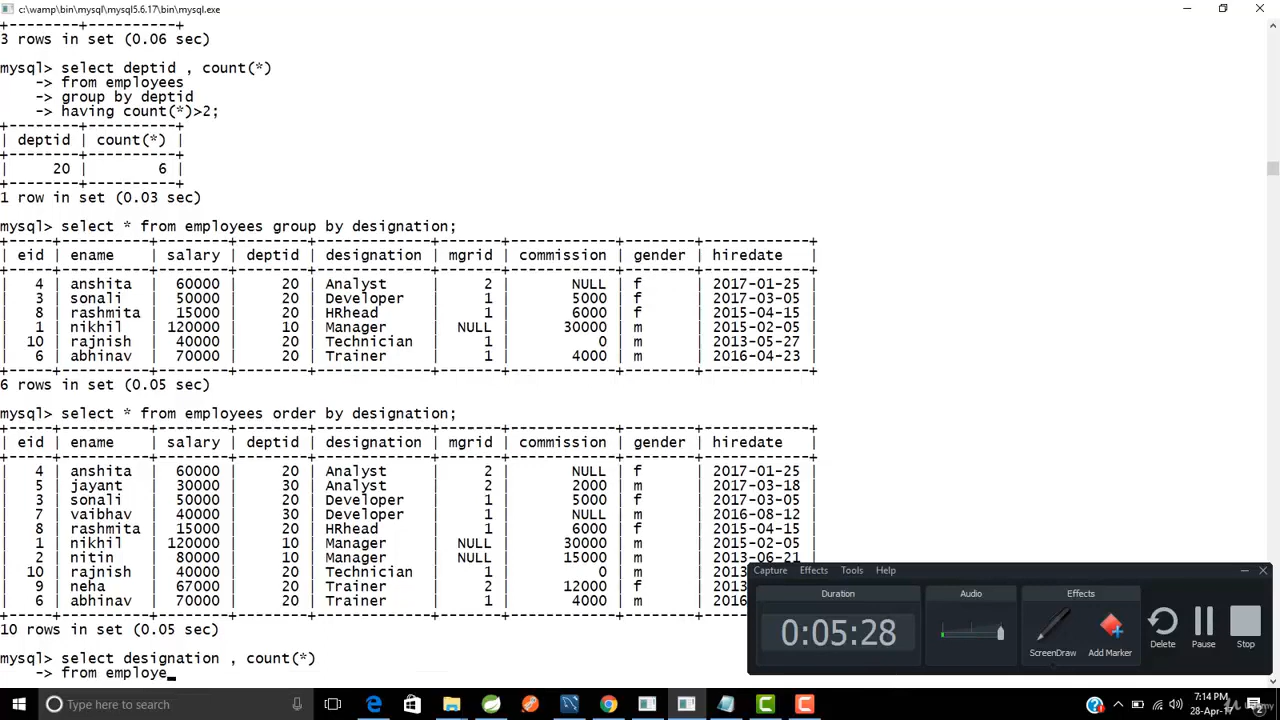 c:\wamp\bin\mysql\mysql5.6.17\bin\mysql.exe
+--------+----------+
3 rows in set (0.06 sec)
mysql> select deptid , count(*)
    -> from employees
    -> group by deptid
    -> having count(*)>2;
+--------+----------+
| deptid | count(*) |
+--------+----------+
|     20 |        6 |
+--------+----------+
1 row in set (0.03 sec)
mysql> select * from employees group by designation;
+-----+----------+--------+--------+-------------+-------+------------+--------+------------+
| eid | ename    | salary | deptid | designation | mgrid | commission | gender | hiredate   |
+-----+----------+--------+--------+-------------+-------+------------+--------+------------+
|   4 | anshita  |  60000 |     20 | Analyst     |     2 |       NULL | f      | 2017-01-25 |
|   3 | sonali   |  50000 |     20 | Developer   |     1 |       5000 | f      | 2017-03-05 |
|   8 | rashmita |  15000 |     20 | HRhead      |     1 |       6000 | f      | 2015-04-15 |
|   1 | nikhil   | 120000 |     10 | Manager     |  NULL |      30000 | m      | 2015-02-05 |
|  10 | rajnish  |  40000 |     20 | Technician  |     1 |          0 | m      | 2013-05-27 |
|   6 | abhinav  |  70000 |     20 | Trainer     |     1 |       4000 | m      | 2016-04-23 |
+-----+----------+--------+--------+-------------+-------+------------+--------+------------+
6 rows in set (0.05 sec)
mysql> select * from employees order by designation;
+-----+----------+--------+--------+-------------+-------+------------+--------+------------+
| eid | ename    | salary | deptid | designation | mgrid | commission | gender | hiredate   |
+-----+----------+--------+--------+-------------+-------+------------+--------+------------+
|   4 | anshita  |  60000 |     20 | Analyst     |     2 |       NULL | f      | 2017-01-25 |
|   5 | jayant   |  30000 |     30 | Analyst     |     2 |       2000 | m      | 2017-03-18 |
|   3 | sonali   |  50000 |     20 | Developer   |     1 |       5000 | f      | 2017-03-05 |
|   7 | vaibhav  |  40000 |     30 | Developer   |     1 |       NULL | m      | 2016-08-12 |
|   8 | rashmita |  15000 |     20 | HRhead      |     1 |       6000 | f      | 2015-04-15 |
|   1 | nikhil   | 120000 |     10 | Manager     |  NULL |      30000 | m      | 2015-02-05 |
|   2 | nitin    |  80000 |     10 | Manager     |  NULL |      15000 | m      | 2013-06-21 |
|  10 | rajnish  |  40000 |     20 | Technician  |     1 |          0 | m      | 2013
|   9 | neha     |  67000 |     20 | Trainer     |     2 |      12000 | f      | 2013
|   6 | abhinav  |  70000 |     20 | Trainer     |     1 |       4000 | m      | 2016
+-----+----------+--------+--------+-------------+-------+------------+--------+
10 rows in set (0.05 sec)
mysql> select designation , count(*)
    -> from employe_
Capture Effects Tools Help
Duration Audio Effects
0:05:28
ScreenDraw Add Marker Delete Pause Stop
Type here to search
7:14 PM
28-Apr-17